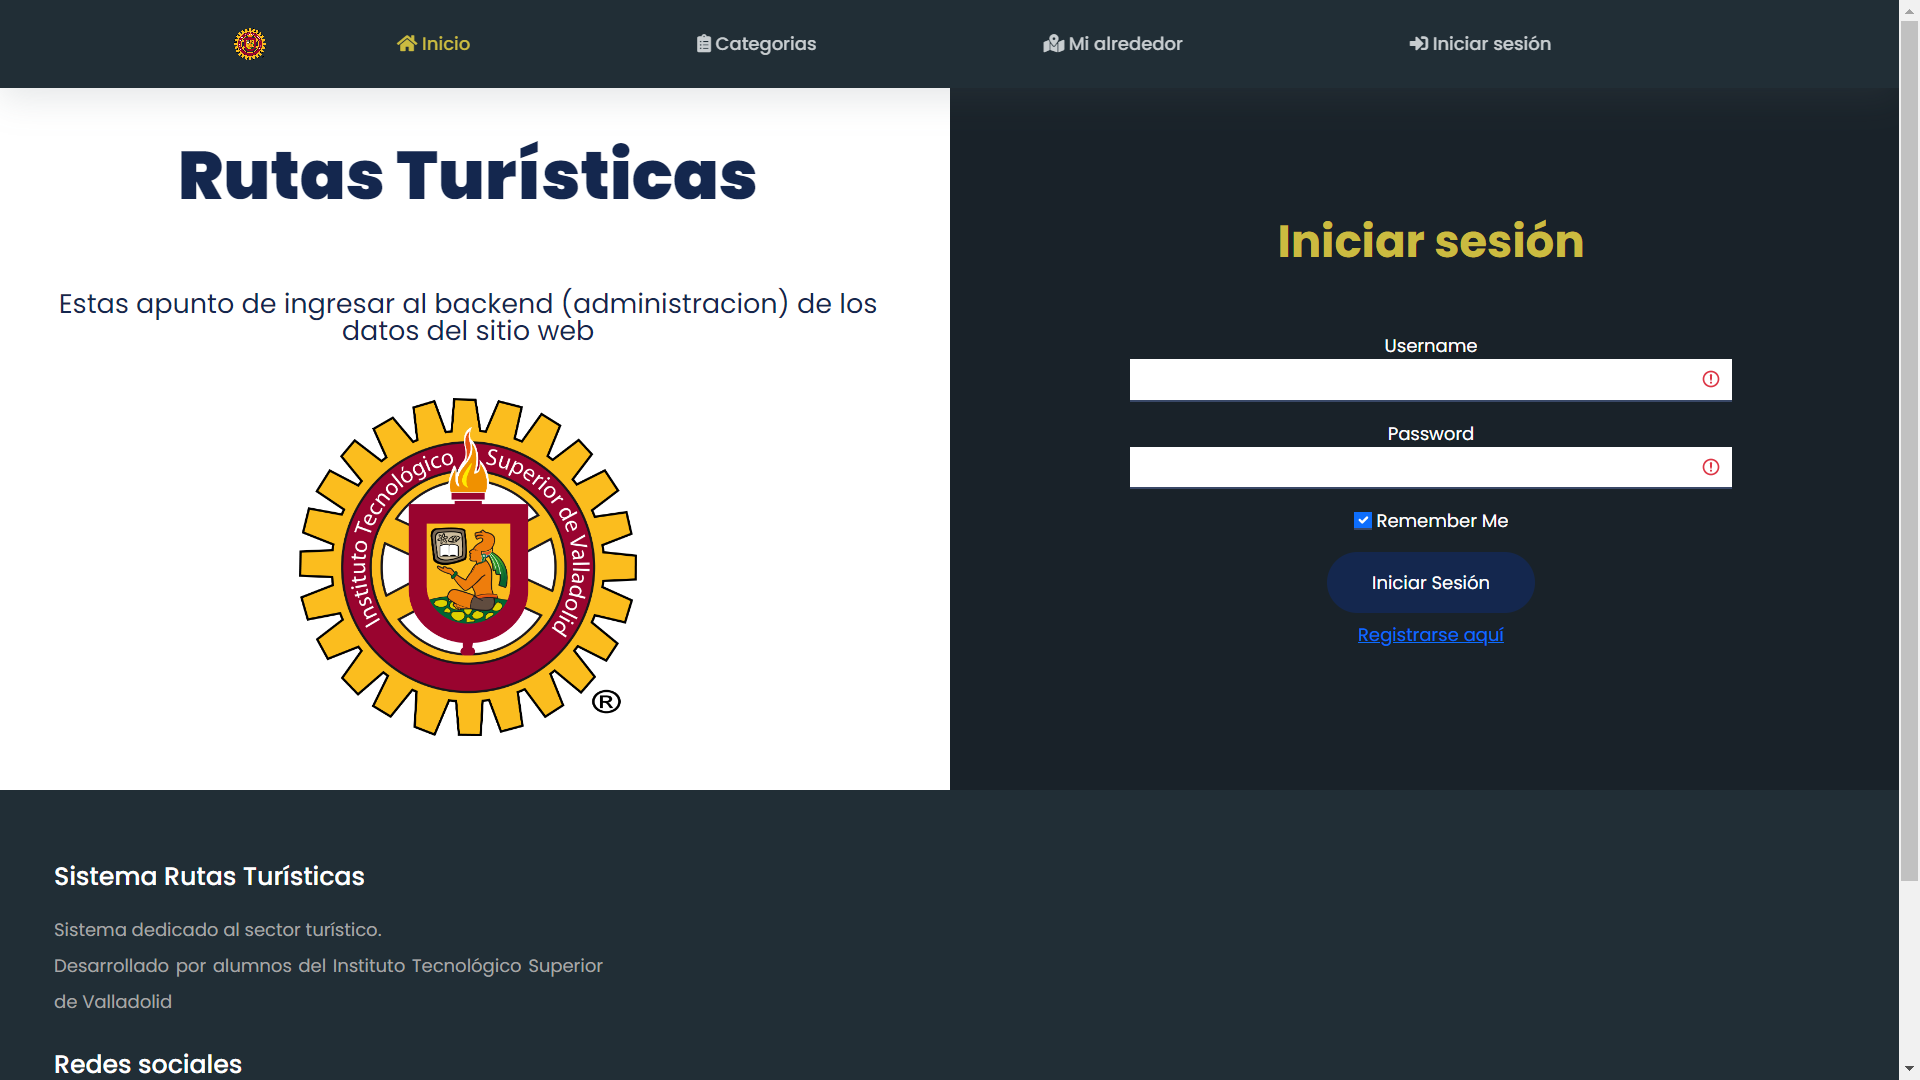 Inicio
Categorias
Mi alrededor
Iniciar sesión
Rutas Turísticas
Estas apunto de ingresar al backend (administracion) de los
datos del sitio web
Instituto Tecnológico Superior de Valladolid
®
Iniciar sesión
Username
Password
Remember Me
Iniciar Sesión
Registrarse aquí
Sistema Rutas Turísticas
Sistema dedicado al sector turístico.
Desarrollado por alumnos del Instituto Tecnológico Superior
de Valladolid
Redes sociales